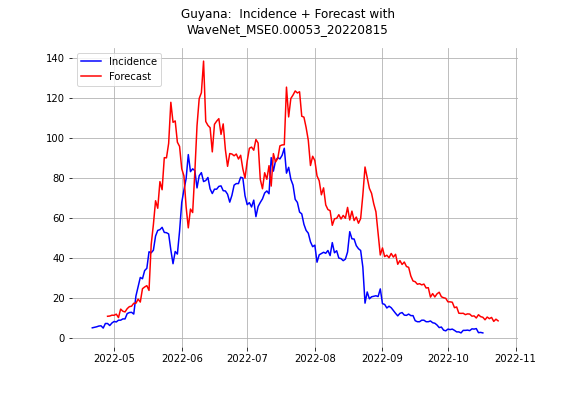 Guyana:  Incidence + Forecast with
WaveNet_MSE0.00053_20220815
Incidence
Forecast
140
120
100
80
60
40
20
0
2022-05 2022-06 2022-07 2022-08 2022-09 2022-10 2022-11